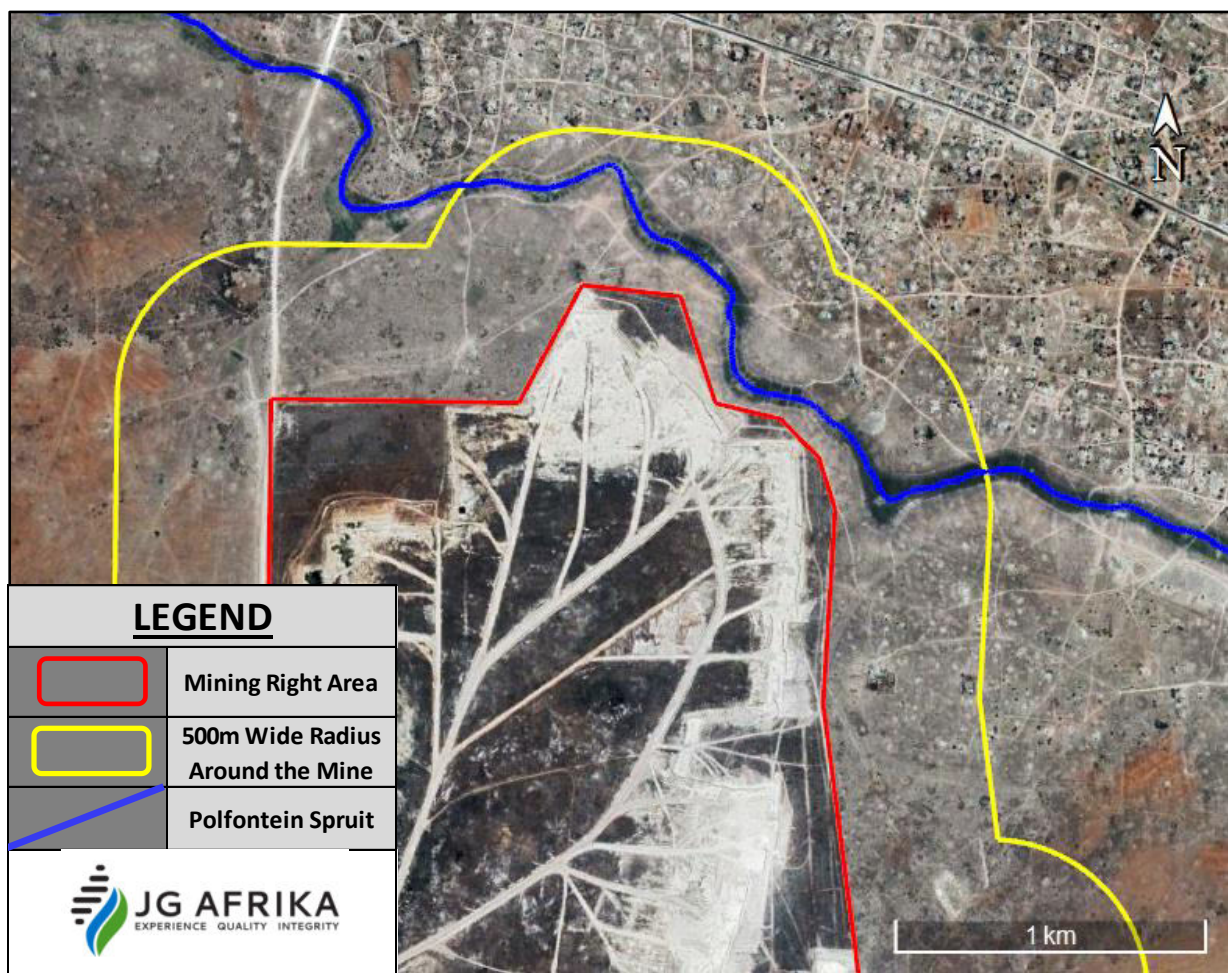 N
LEGEND
Mining Right Area
500m Wide Radius
Around the Mine
Polfontein Spruit
JG AFRIKA
EXPERIENCE QUALITY INTEGRITY
1 km